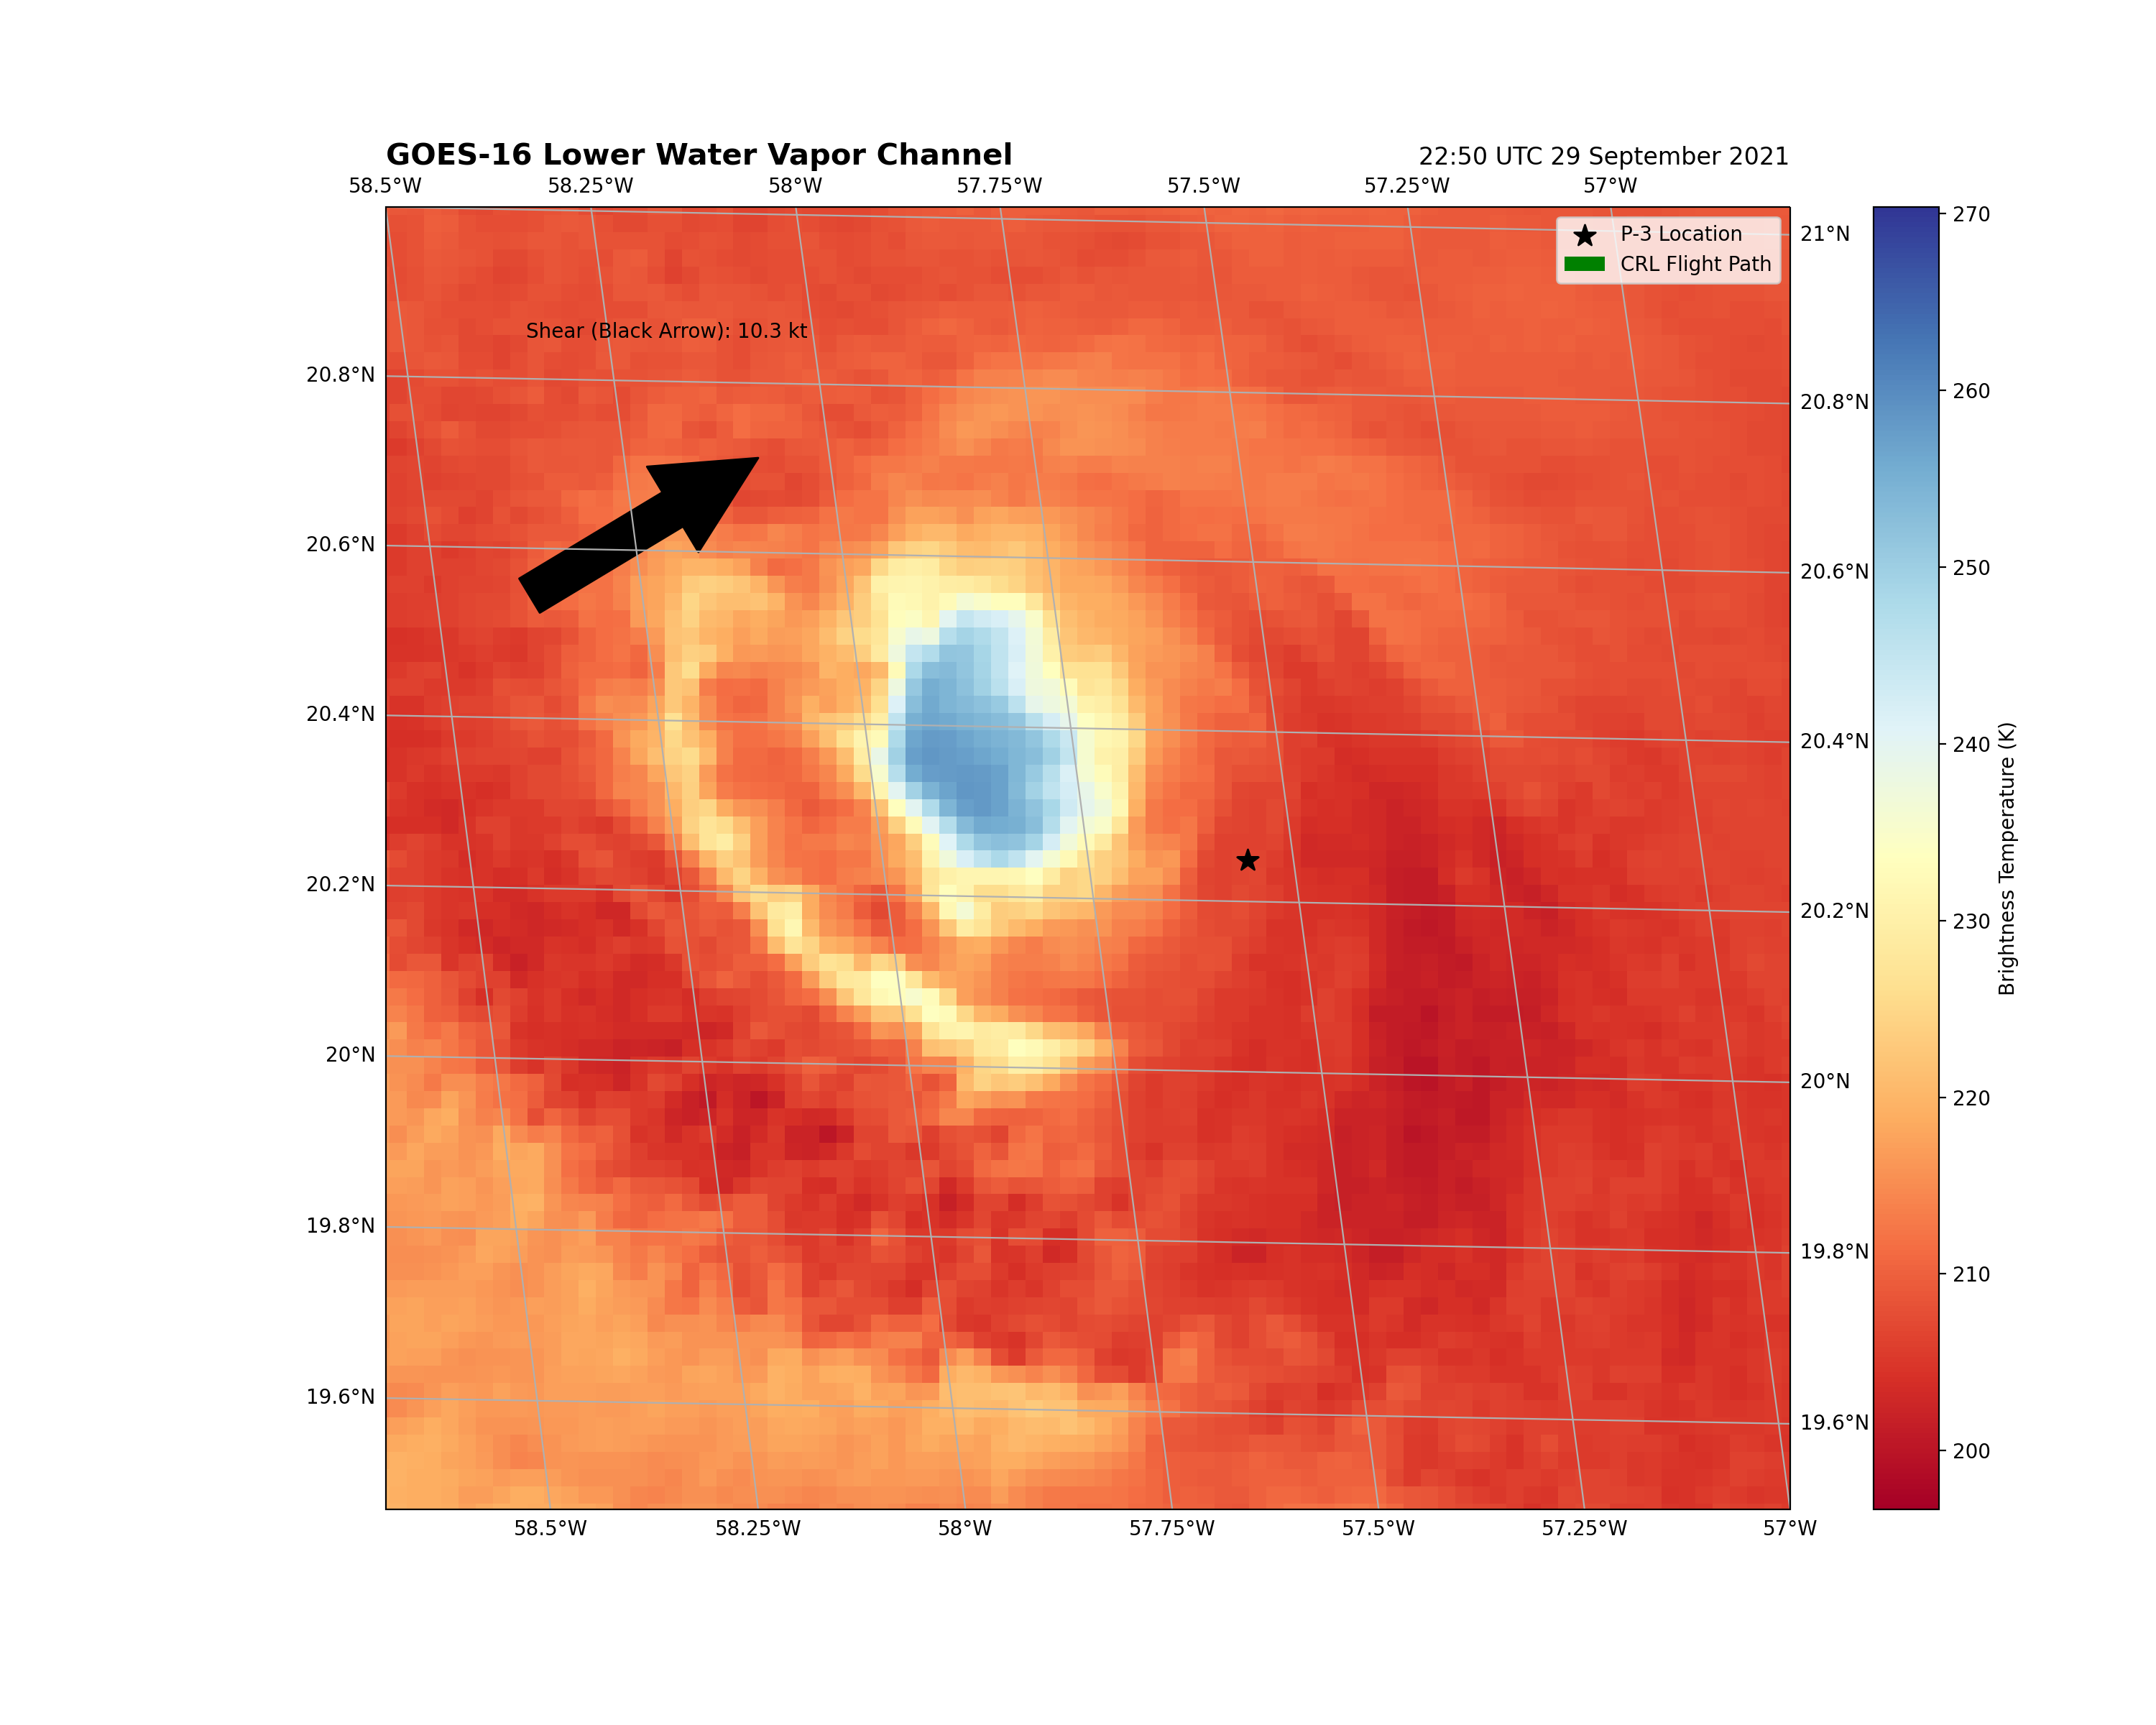 GOES-16 Lower Water Vapor Channel
22:50 UTC 29 September 2021
58.5°W 58.25°W 58°W 57.75°W 57.5°W 57.25°W 57°W
P-3 Location
CRL Flight Path
Shear (Black Arrow): 10.3 kt
20.8°N
20.6°N
20.4°N
20.2°N
20°N
19.8°N
19.6°N
21°N
20.8°N
20.6°N
20.4°N
20.2°N
20°N
19.8°N
19.6°N
58.5°W 58.25°W 58°W 57.75°W 57.5°W 57.25°W 57°W
270
260
250
240
230
220
210
200
Brightness Temperature (K)